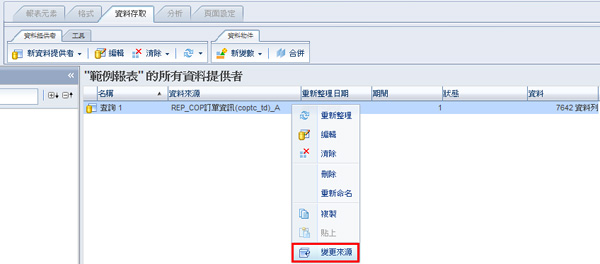 報表元素 格式 資料存取 分析 頁面設定
資料提供者 工具 資料物件
新資料提供者 編輯 清除 新變數 合併
"範例報表" 的所有資料提供者
名稱 資料來源 重新整理日期 期間 狀態 資料
查詢 1 REP_COP訂單資訊(coptc_td)_A 1 7642 資料列
重新整理
編輯
清除
刪除
重新命名
複製
貼上
變更來源